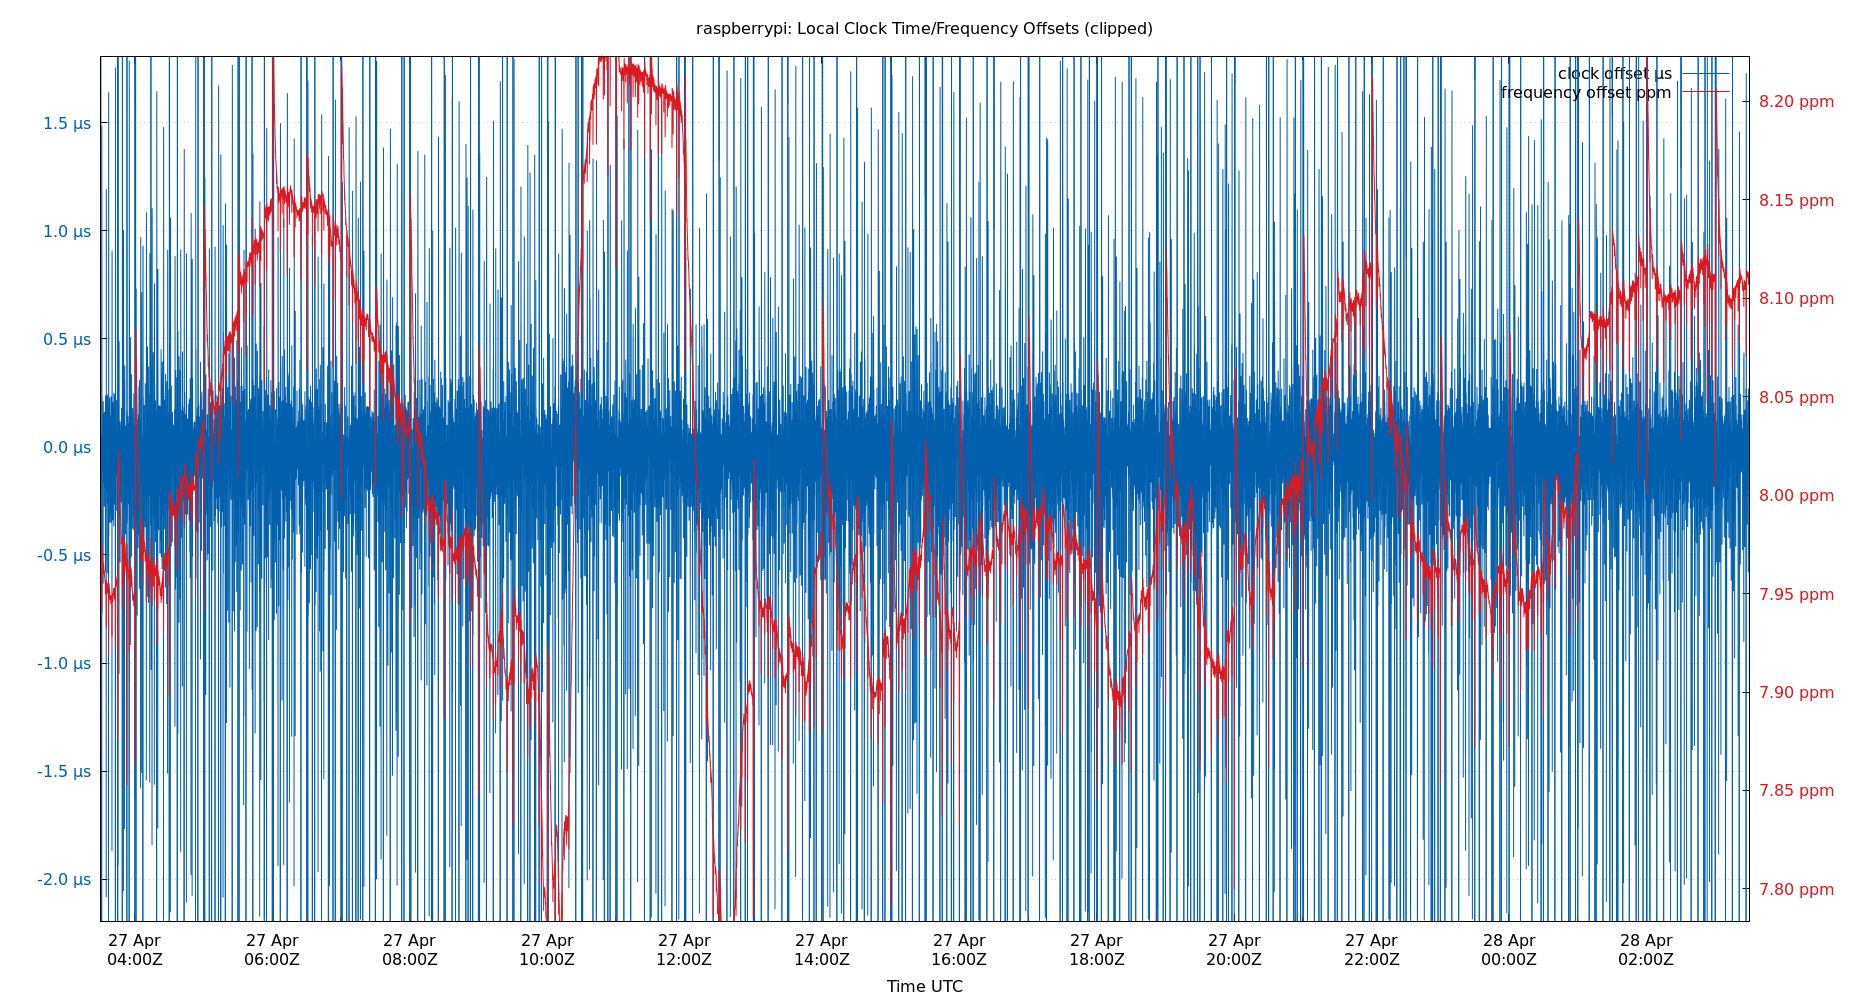 raspberrypi: Local Clock Time/Frequency Offsets (clipped)
clock offset µs
frequency offset ppm
1.5 µs
1.0 µs
0.5 µs
0.0 µs
-0.5 µs
-1.0 µs
-1.5 µs
-2.0 µs
8.20 ppm
8.15 ppm
8.10 ppm
8.05 ppm
8.00 ppm
7.95 ppm
7.90 ppm
7.85 ppm
7.80 ppm
27 Apr 27 Apr 27 Apr 27 Apr 27 Apr 27 Apr 27 Apr 27 Apr 27 Apr 27 Apr 28 Apr 28 Apr
04:00Z 06:00Z 08:00Z 10:00Z 12:00Z 14:00Z 16:00Z 18:00Z 20:00Z 22:00Z 00:00Z 02:00Z
Time UTC